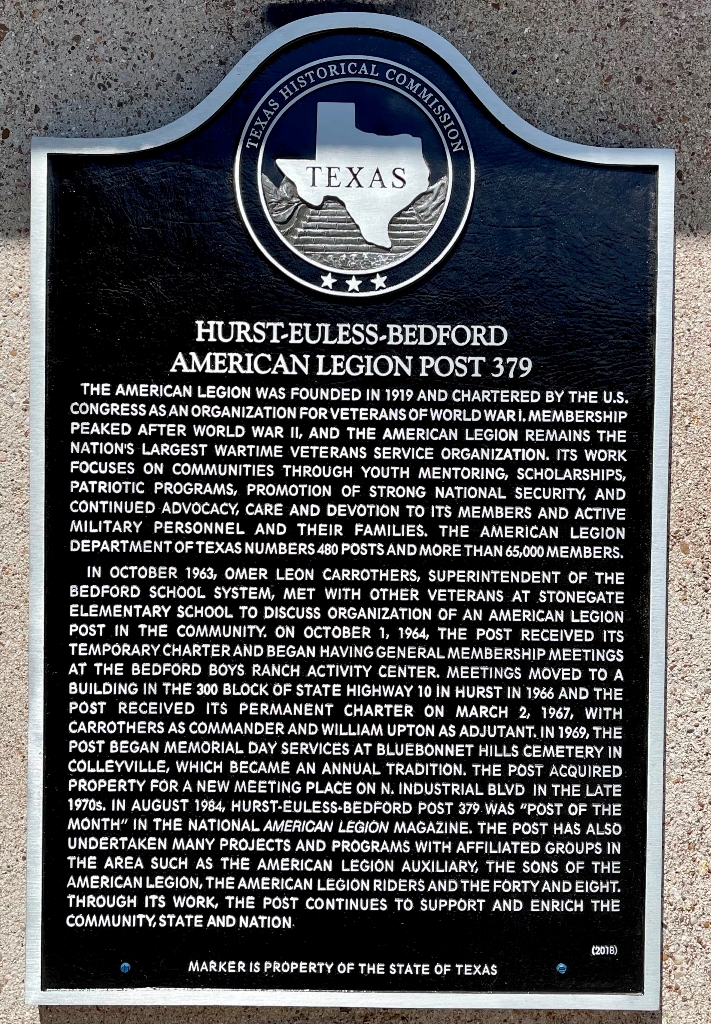 TEXAS HISTORICAL COMMISSION
TEXAS
HURST-EULESS-BEDFORD
AMERICAN LEGION POST 379
THE AMERICAN LEGION WAS FOUNDED IN 1919 AND CHARTERED BY THE U.S.
CONGRESS AS AN ORGANIZATION FOR VETERANS OF WORLD WAR I. MEMBERSHIP
PEAKED AFTER WORLD WAR II, AND THE AMERICAN LEGION REMAINS THE
NATION'S LARGEST WARTIME VETERANS SERVICE ORGANIZATION. ITS WORK
FOCUSES ON COMMUNITIES THROUGH YOUTH MENTORING, SCHOLARSHIPS,
PATRIOTIC PROGRAMS, PROMOTION OF STRONG NATIONAL SECURITY, AND
CONTINUED ADVOCACY, CARE AND DEVOTION TO ITS MEMBERS AND ACTIVE
MILITARY PERSONNEL AND THEIR FAMILIES. THE AMERICAN LEGION
DEPARTMENT OF TEXAS NUMBERS 480 POSTS AND MORE THAN 65,000 MEMBERS.
IN OCTOBER 1963, OMER LEON CARROTHERS, SUPERINTENDENT OF THE
BEDFORD SCHOOL SYSTEM, MET WITH OTHER VETERANS AT STONEGATE
ELEMENTARY SCHOOL TO DISCUSS ORGANIZATION OF AN AMERICAN LEGION
POST IN THE COMMUNITY. ON OCTOBER 1, 1964, THE POST RECEIVED ITS
TEMPORARY CHARTER AND BEGAN HAVING GENERAL MEMBERSHIP MEETINGS
AT THE BEDFORD BOYS RANCH ACTIVITY CENTER. MEETINGS MOVED TO A
BUILDING IN THE 300 BLOCK OF STATE HIGHWAY 10 IN HURST IN 1966 AND THE
POST RECEIVED ITS PERMANENT CHARTER ON MARCH 2, 1967, WITH
CARROTHERS AS COMMANDER AND WILLIAM UPTON AS ADJUTANT. IN 1969, THE
POST BEGAN MEMORIAL DAY SERVICES AT BLUEBONNET HILLS CEMETERY IN
COLLEYVILLE, WHICH BECAME AN ANNUAL TRADITION. THE POST ACQUIRED
PROPERTY FOR A NEW MEETING PLACE ON N. INDUSTRIAL BLVD IN THE LATE
1970s. IN AUGUST 1984, HURST-EULESS-BEDFORD POST 379 WAS "POST OF THE
MONTH" IN THE NATIONAL AMERICAN LEGION MAGAZINE. THE POST HAS ALSO
UNDERTAKEN MANY PROJECTS AND PROGRAMS WITH AFFILIATED GROUPS IN
THE AREA SUCH AS THE AMERICAN LEGION AUXILIARY, THE SONS OF THE
AMERICAN LEGION, THE AMERICAN LEGION RIDERS AND THE FORTY AND EIGHT.
THROUGH ITS WORK, THE POST CONTINUES TO SUPPORT AND ENRICH THE
COMMUNITY, STATE AND NATION.
(2018)
MARKER IS PROPERTY OF THE STATE OF TEXAS